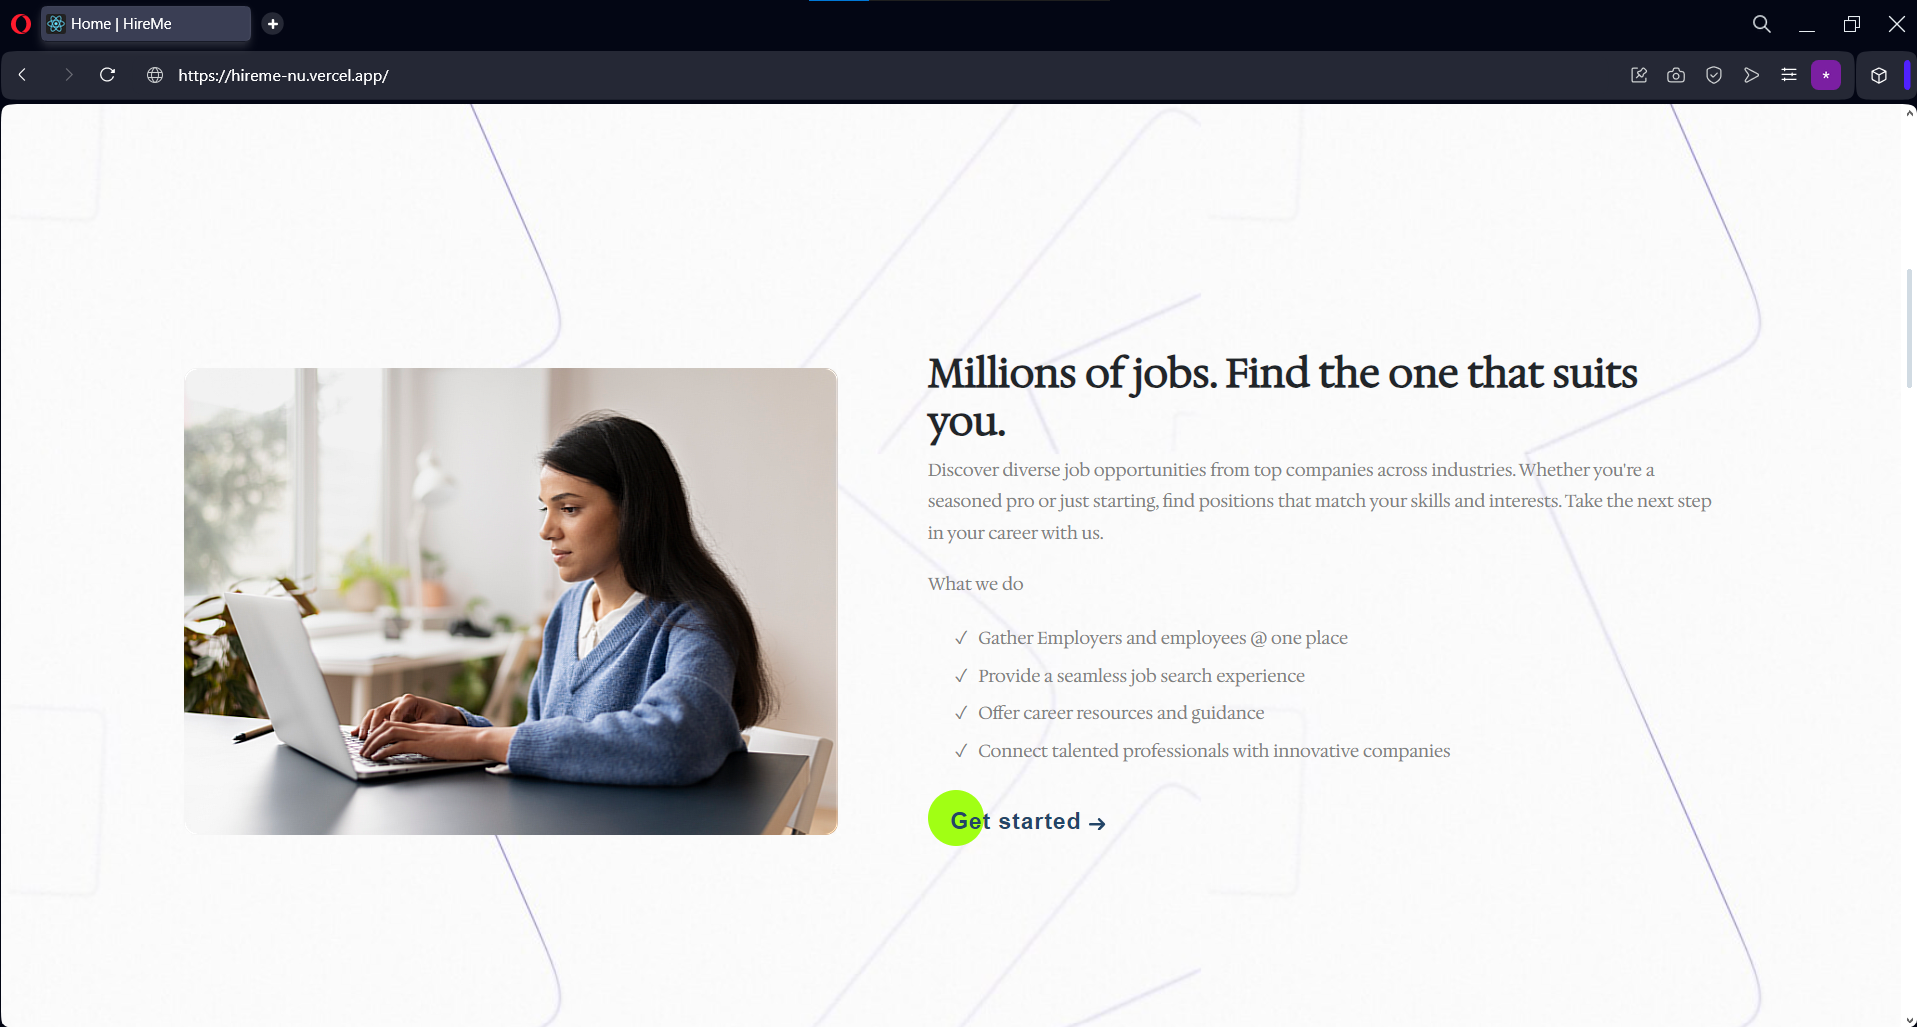 Home | HireMe
https://hireme-nu.vercel.app/
Millions of jobs. Find the one that suits
you.
Discover diverse job opportunities from top companies across industries. Whether you're a
seasoned pro or just starting, find positions that match your skills and interests. Take the next step
in your career with us.
What we do
✓ Gather Employers and employees @ one place
✓ Provide a seamless job search experience
✓ Offer career resources and guidance
✓ Connect talented professionals with innovative companies
Get started →